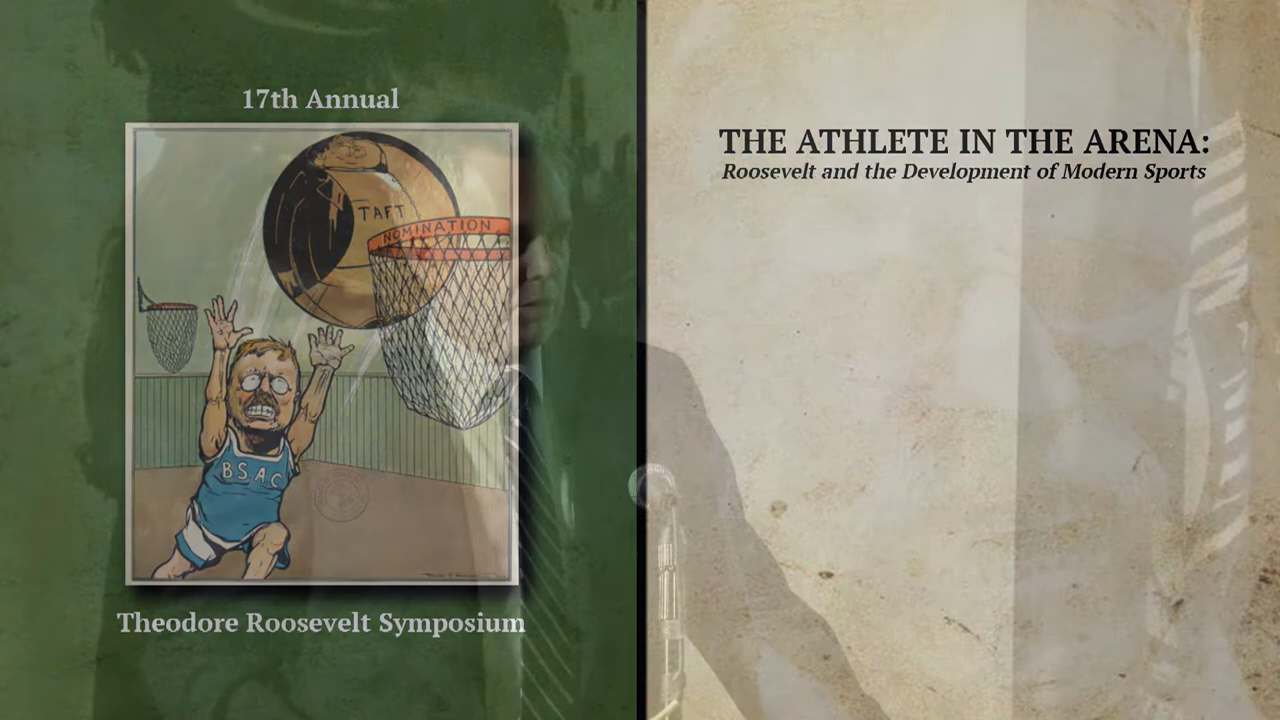 17th Annual
TAFT
NOMINATION
BSAC
Theodore Roosevelt Symposium
THE ATHLETE IN THE ARENA:
Roosevelt and the Development of Modern Sports